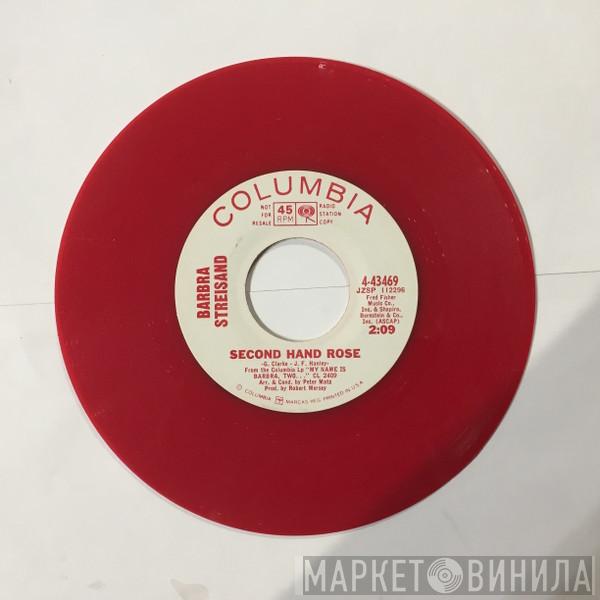 COLUMBIA
NOT FOR RESALE
45 RPM
RADIO STATION COPY
BARBRA STREISAND
4-43469
JZSP 112296
Fred Fisher
Music Co.,
Inc. & Shapiro,
Bernstein & Co.,
Inc. (ASCAP)
2:09
SECOND HAND ROSE
-G. Clarke - J. F. Hanley-
From the Columbia Lp "MY NAME IS
BARBRA, TWO. . ." CL 2409
Arr. & Cond. by Peter Matz
Prod. by Robert Mersey
© COLUMBIA MARCAS REG. PRINTED IN U.S.A.
МАРКЕТ ВИНИЛА